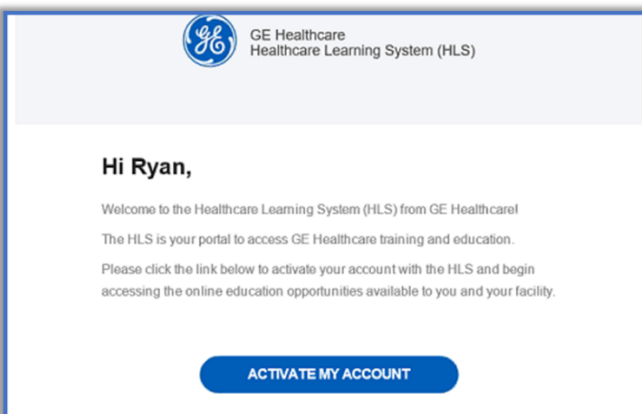 GE
GE Healthcare
Healthcare Learning System (HLS)
Hi Ryan,
Welcome to the Healthcare Learning System (HLS) from GE Healthcare!
The HLS is your portal to access GE Healthcare training and education.
Please click the link below to activate your account with the HLS and begin
accessing the online education opportunities available to you and your facility.
ACTIVATE MY ACCOUNT